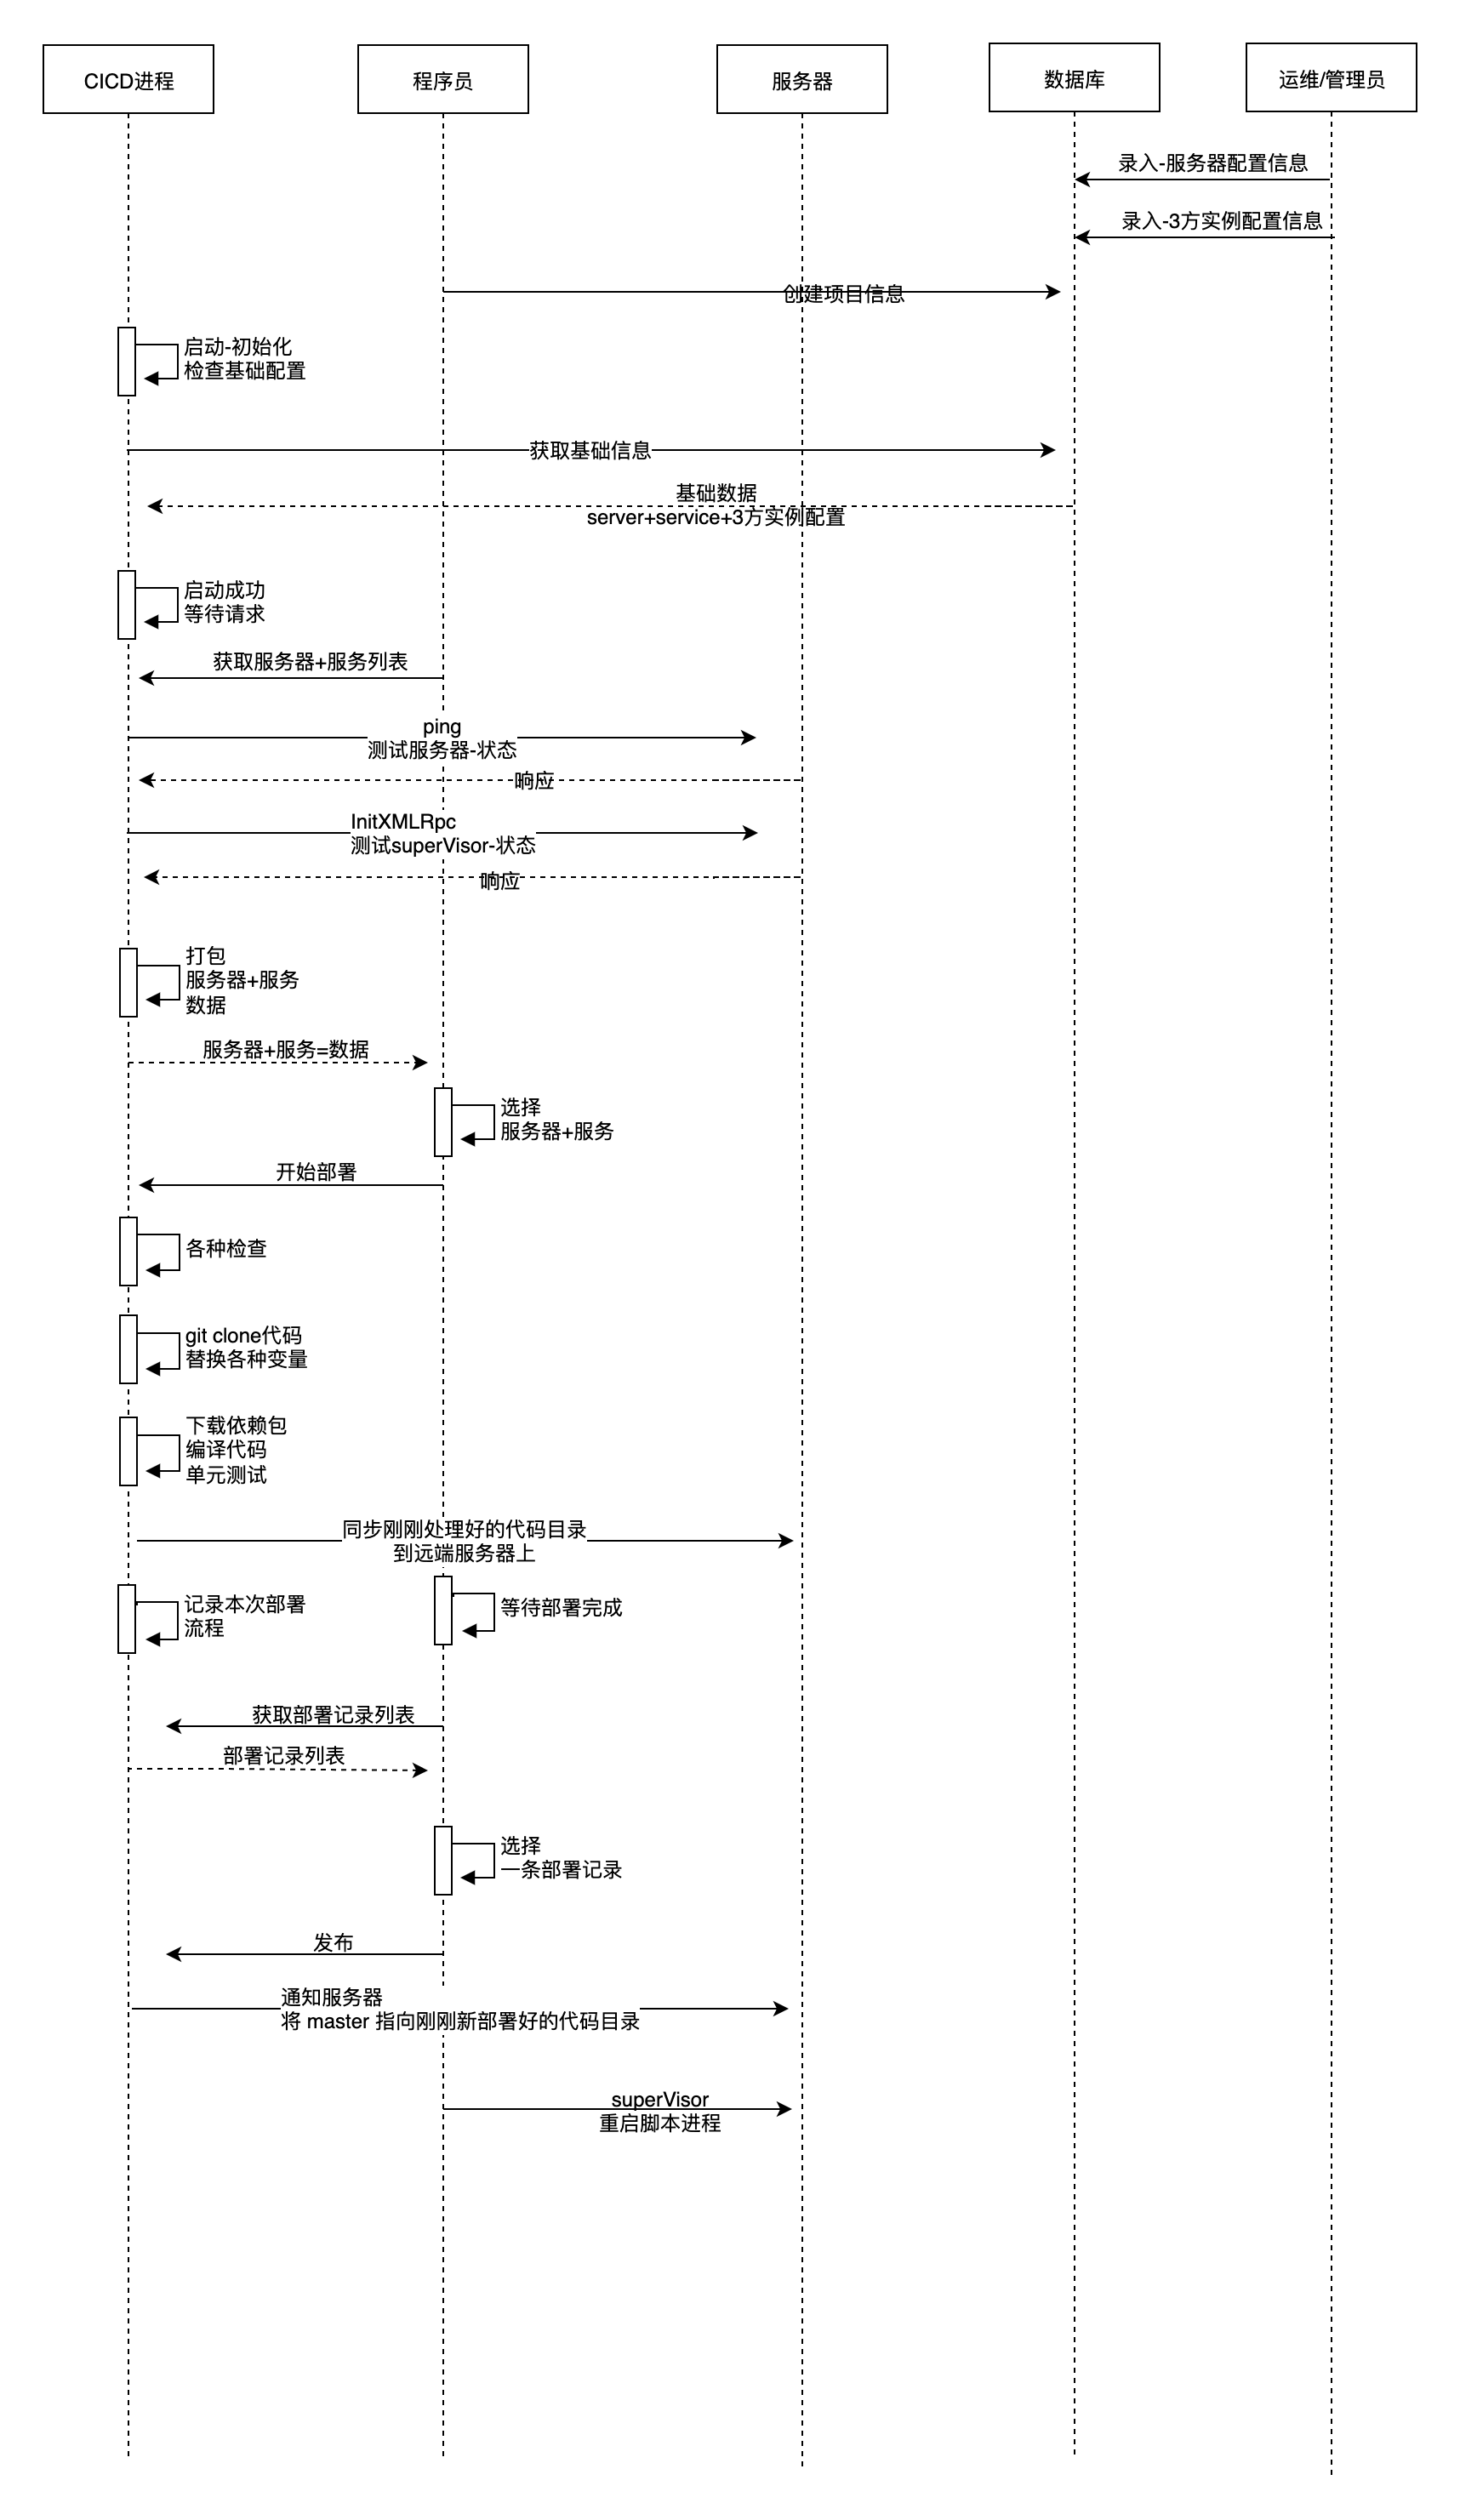 CICD进程
程序员
服务器
数据库
运维/管理员
录入-服务器配置信息
录入-3方实例配置信息
创建项目信息
启动-初始化
检查基础配置
获取基础信息
基础数据
server+service+3方实例配置
启动成功
等待请求
获取服务器+服务列表
ping
测试服务器-状态
响应
InitXMLRpc
测试superVisor-状态
响应
打包
服务器+服务
数据
服务器+服务=数据
选择
服务器+服务
开始部署
各种检查
git clone代码
替换各种变量
下载依赖包
编译代码
单元测试
同步刚刚处理好的代码目录
到远端服务器上
记录本次部署
流程
等待部署完成
获取部署记录列表
部署记录列表
选择
一条部署记录
发布
通知服务器
将 master 指向刚刚新部署好的代码目录
superVisor
重启脚本进程